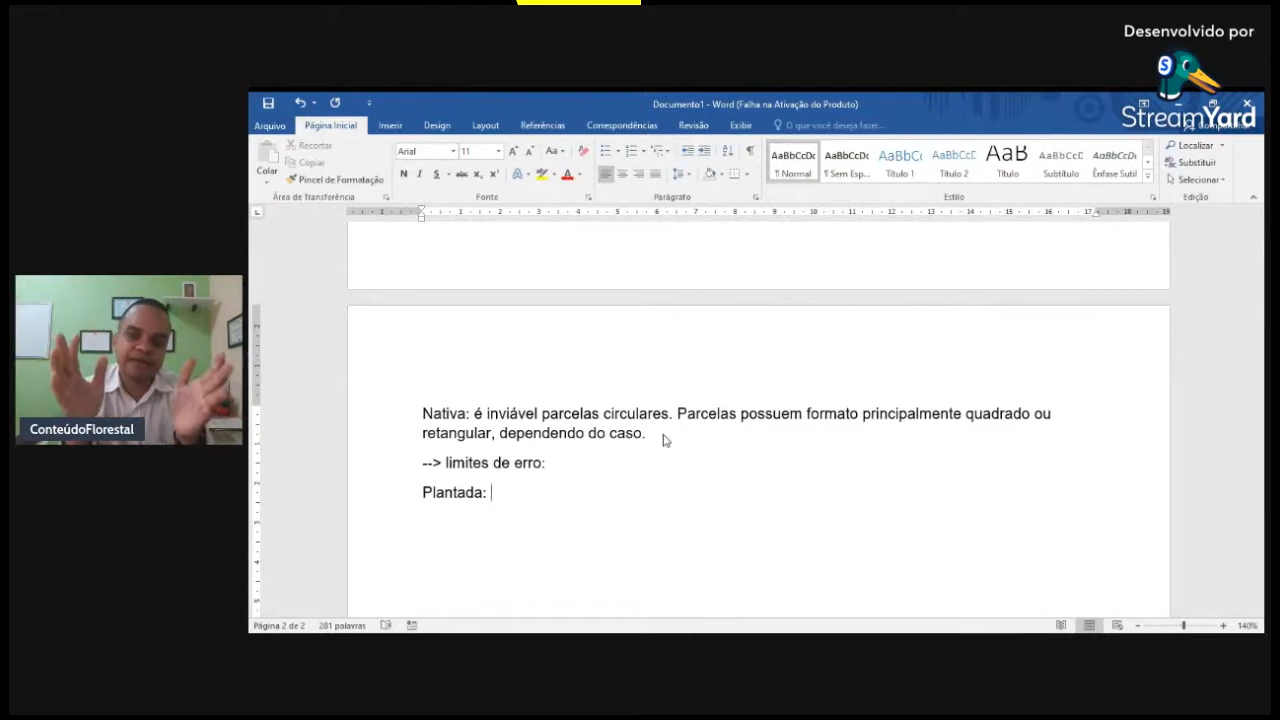 Desenvolvido por
StreamYard
Documento1 - Word (Falha na Ativação do Produto)
Arquivo
Página Inicial
Inserir
Design
Layout
Referências
Correspondências
Revisão
Exibir
O que você deseja fazer...
Colar
Recortar
Copiar
Pincel de Formatação
Área de Transferência
Arial
11
Fonte
Parágrafo
AaBbCcDc
¶ Normal
AaBbCcDc
¶ Sem Esp...
AaBbCc
Título 1
AaBbCcD
Título 2
AaB
Título
AaBbCcD
Subtítulo
AaBbCcD
Ênfase Sutil
Estilo
Localizar
Substituir
Selecionar
Edição
Nativa: é inviável parcelas circulares. Parcelas possuem formato principalmente quadrado ou
retangular, dependendo do caso.
--> limites de erro:
Plantada:
ConteúdoFlorestal
Página 2 de 2
281 palavras
140%